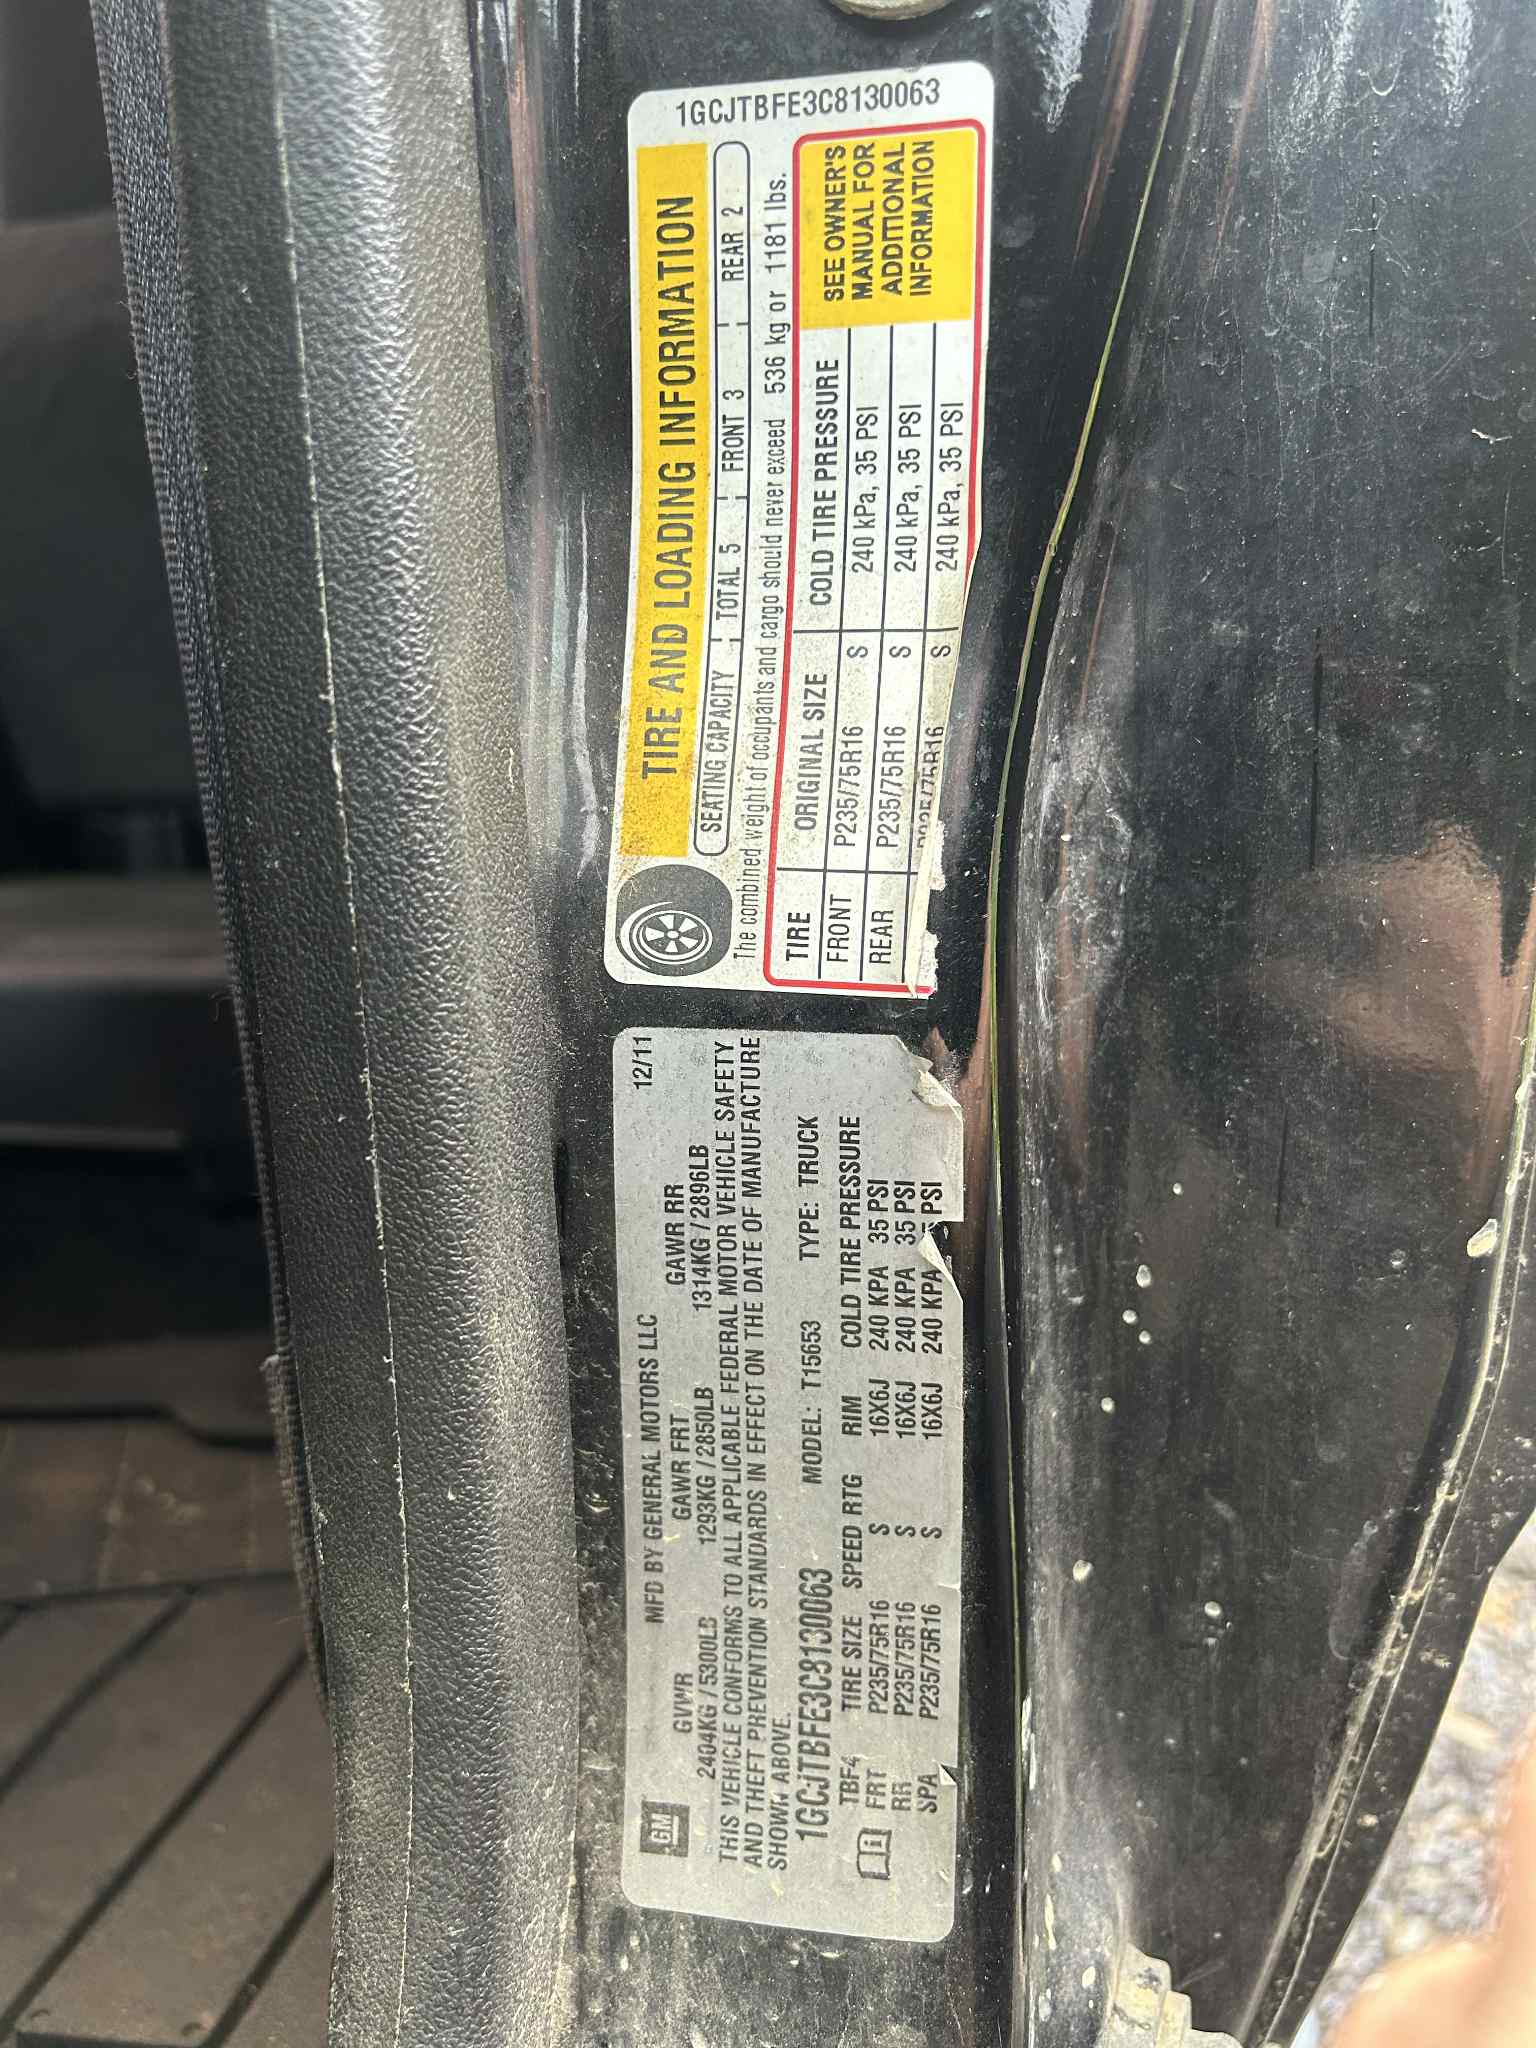 GM
MFD BY GENERAL MOTORS LLC 12/11
GVWR GAWR FRT GAWR RR
2404KG / 5300LB 1293KG / 2850LB 1314KG / 2896LB
THIS VEHICLE CONFORMS TO ALL APPLICABLE FEDERAL MOTOR VEHICLE SAFETY
AND THEFT PREVENTION STANDARDS IN EFFECT ON THE DATE OF MANUFACTURE
SHOWN ABOVE.
1GCJTBFE3C8130063 MODEL: T15653 TYPE: TRUCK
TBF4 TIRE SIZE SPEED RTG RIM COLD TIRE PRESSURE
FRT P235/75R16 S 16X6J 240 KPA 35 PSI
RR P235/75R16 S 16X6J 240 KPA 35 PSI
SPA P235/75R16 S 16X6J 240 KPA PSI
1GCJTBFE3C8130063
TIRE AND LOADING INFORMATION
SEATING CAPACITY TOTAL 5 FRONT 3 REAR 2
The combined weight of occupants and cargo should never exceed 536 kg or 1181 lbs.
TIRE ORIGINAL SIZE COLD TIRE PRESSURE
FRONT P235/75R16 S 240 kPa, 35 PSI
REAR P235/75R16 S 240 kPa, 35 PSI
P235/75R16 S 240 kPa, 35 PSI
SEE OWNER'S
MANUAL FOR
ADDITIONAL
INFORMATION